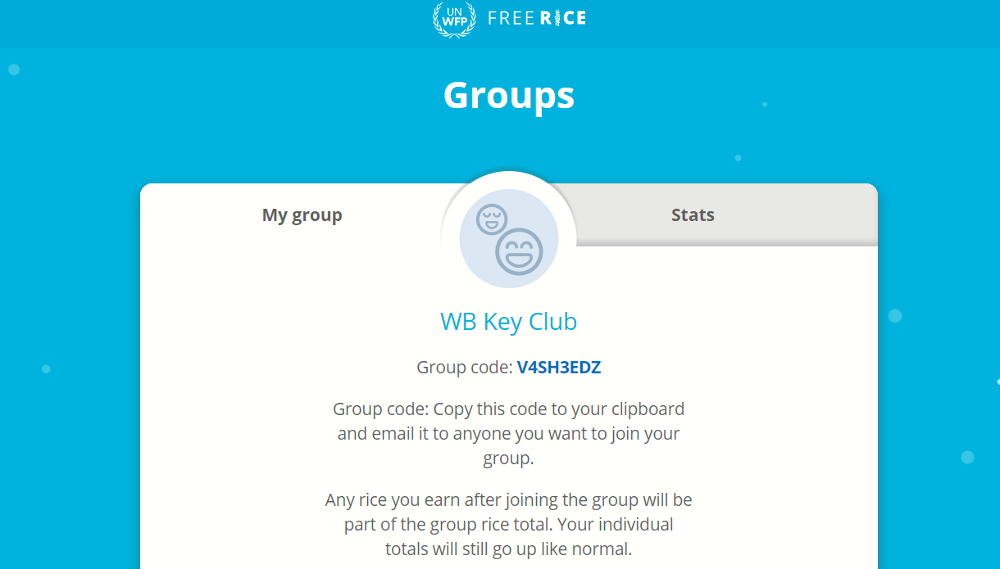 UN
WFP
FREERICE
Groups
My group
Stats
WB Key Club
Group code: V4SH3EDZ
Group code: Copy this code to your clipboard
and email it to anyone you want to join your
group.
Any rice you earn after joining the group will be
part of the group rice total. Your individual
totals will still go up like normal.